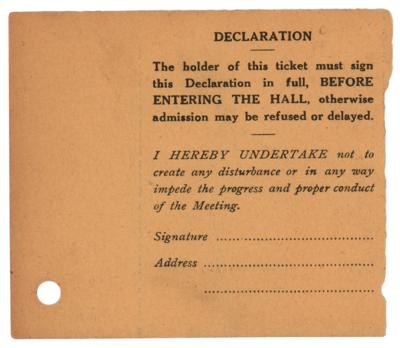 DECLARATION
The holder of this ticket must sign
this Declaration in full, BEFORE
ENTERING THE HALL, otherwise
admission may be refused or delayed.
I HEREBY UNDERTAKE not to
create any disturbance or in any way
impede the progress and proper conduct
of the Meeting.
Signature ........................................
Address ...........................................
...........................................